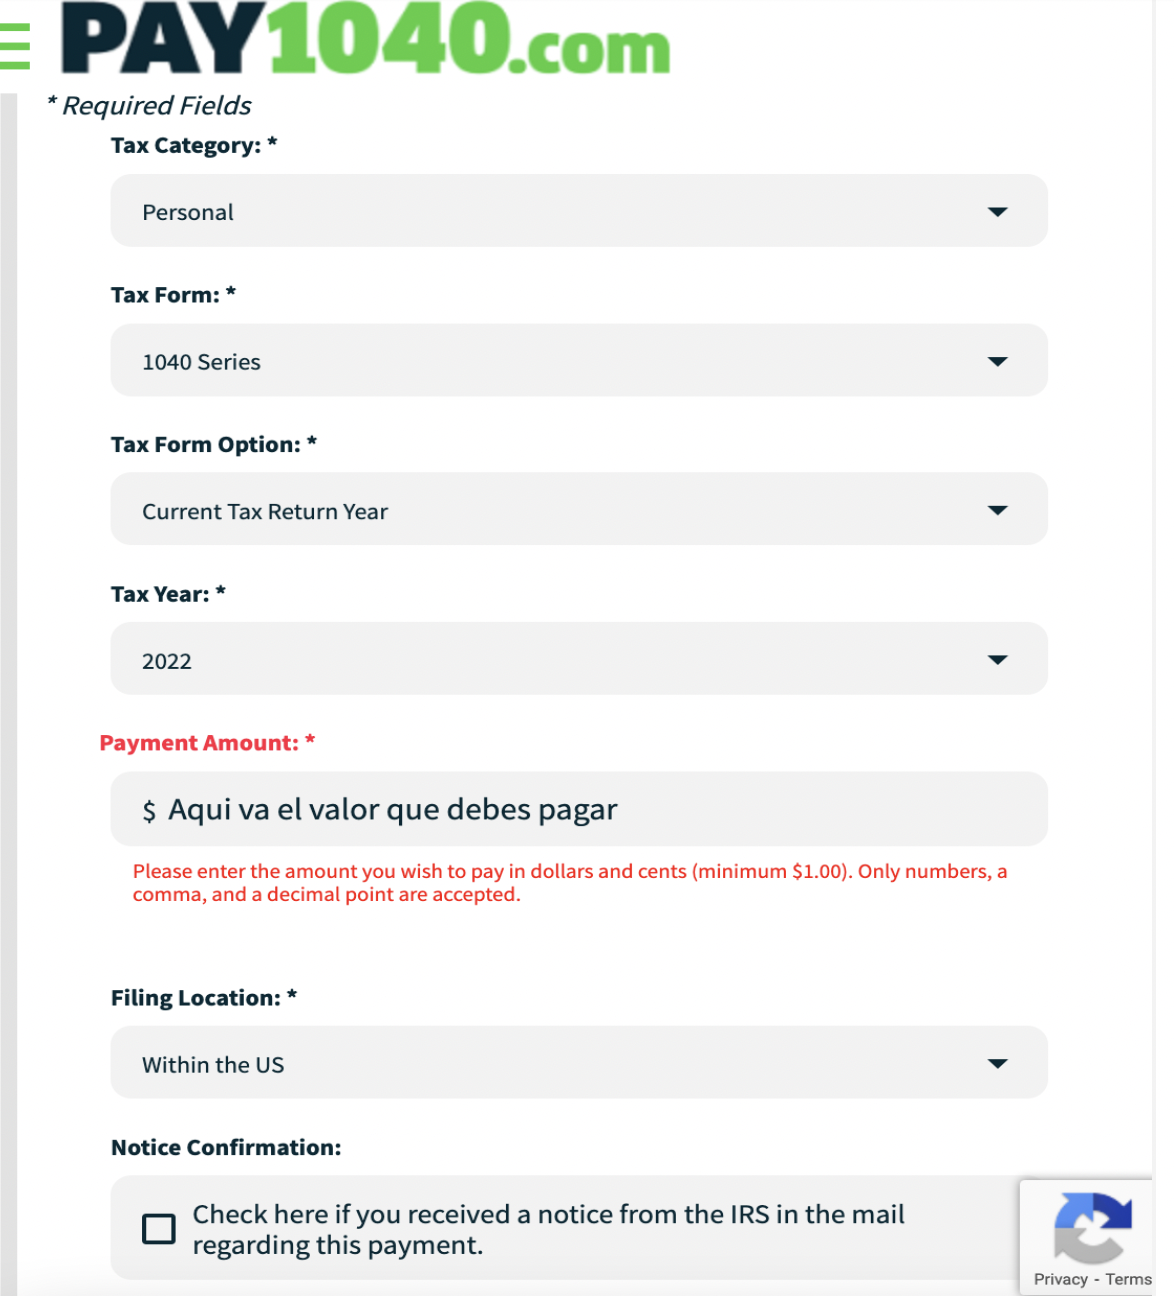 PAY1040.com
* Required Fields
Tax Category: *
Personal
Tax Form: *
1040 Series
Tax Form Option: *
Current Tax Return Year
Tax Year: *
2022
Payment Amount: *
$ Aqui va el valor que debes pagar
Please enter the amount you wish to pay in dollars and cents (minimum $1.00). Only numbers, a
comma, and a decimal point are accepted.
Filing Location: *
Within the US
Notice Confirmation:
Check here if you received a notice from the IRS in the mail
regarding this payment.
Privacy - Terms